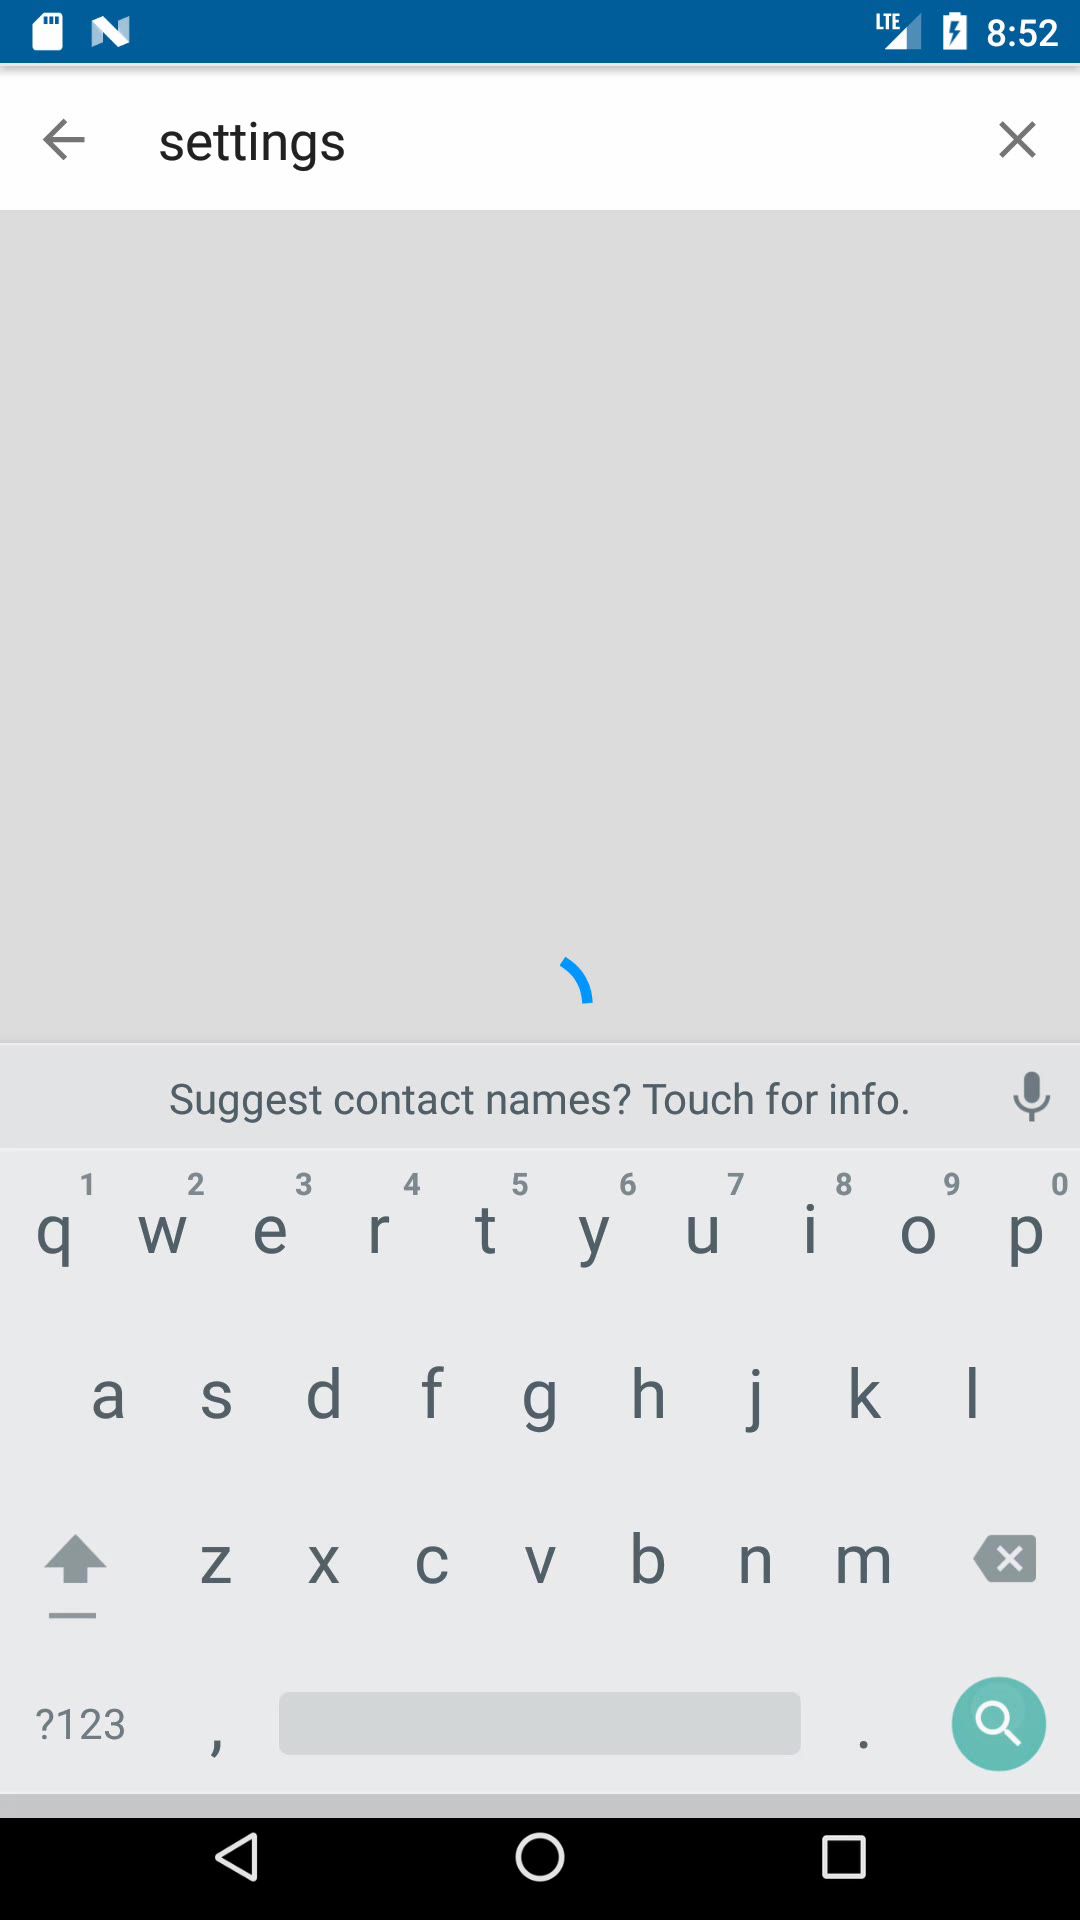 LTE 8:52
settings
Suggest contact names? Touch for info.
1 2 3 4 5 6 7 8 9 0
q w e r t y u i o p
a s d f g h j k l
z x c v b n m
?123 , .